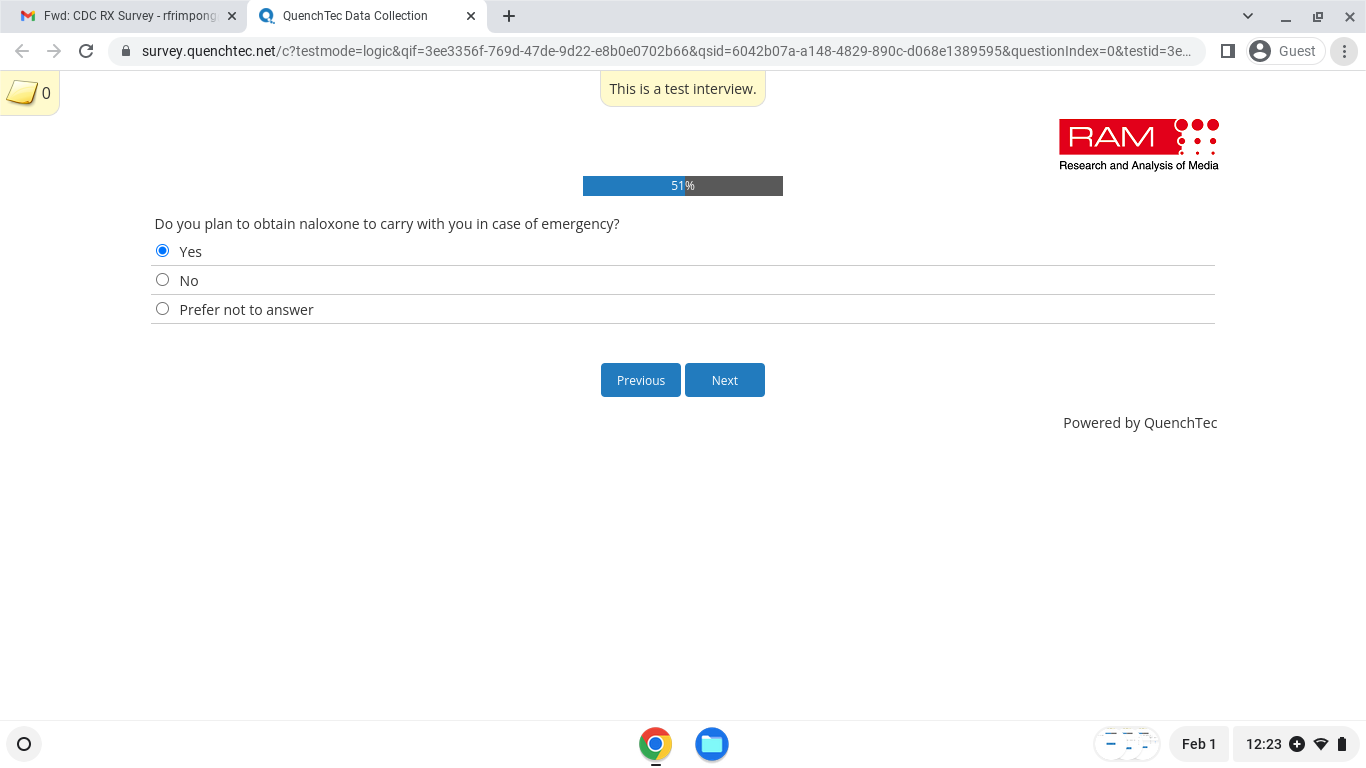 Fwd: CDC RX Survey - rfrimpong
QuenchTec Data Collection
survey.quenchtec.net/c?testmode=logic&qif=3ee3356f-769d-47de-9d22-e8b0e0702b66&qsid=6042b07a-a148-4829-890c-d068e1389595&questionIndex=0&testid=3e...
Guest
0
This is a test interview.
RAM
Research and Analysis of Media
51%
Do you plan to obtain naloxone to carry with you in case of emergency?
Yes
No
Prefer not to answer
Previous
Next
Powered by QuenchTec
Feb 1
12:23